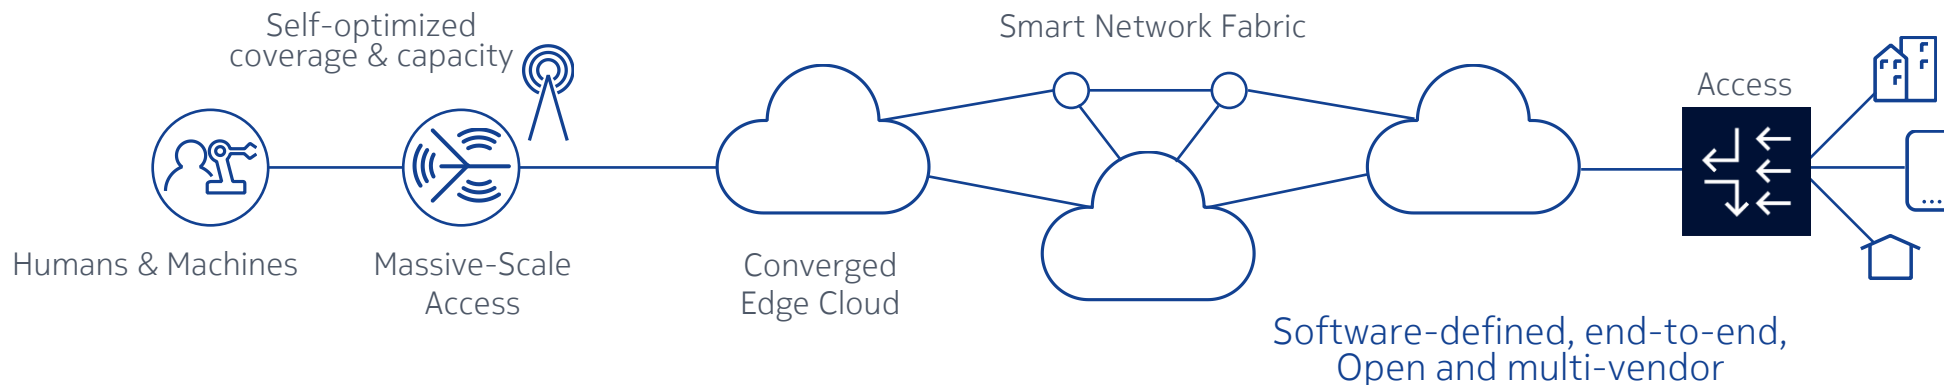 Self-optimized
coverage & capacity
Smart Network Fabric
Access
Humans & Machines
Massive-Scale
Access
Converged
Edge Cloud
Software-defined, end-to-end,
Open and multi-vendor